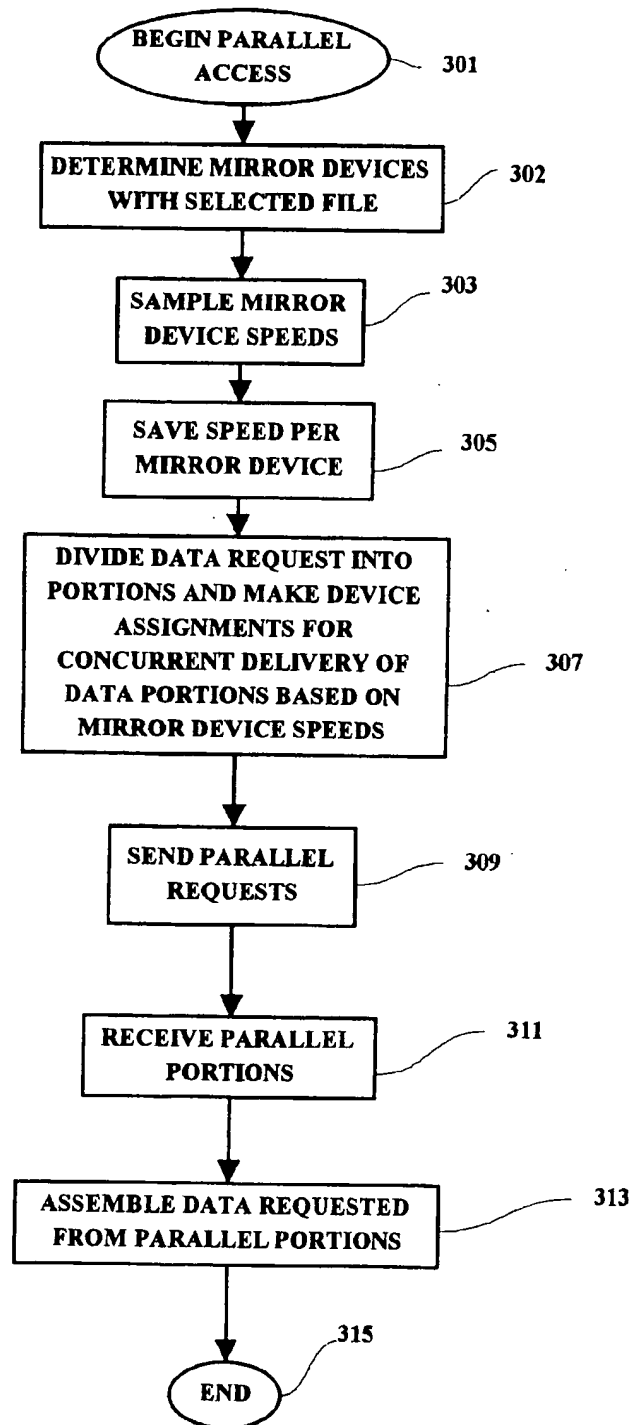 BEGIN PARALLEL
ACCESS
301
DETERMINE MIRROR DEVICES
WITH SELECTED FILE
302
SAMPLE MIRROR
DEVICE SPEEDS
303
SAVE SPEED PER
MIRROR DEVICE
305
DIVIDE DATA REQUEST INTO
PORTIONS AND MAKE DEVICE
ASSIGNMENTS FOR
CONCURRENT DELIVERY OF
DATA PORTIONS BASED ON
MIRROR DEVICE SPEEDS
307
SEND PARALLEL
REQUESTS
309
RECEIVE PARALLEL
PORTIONS
311
ASSEMBLE DATA REQUESTED
FROM PARALLEL PORTIONS
313
END
315